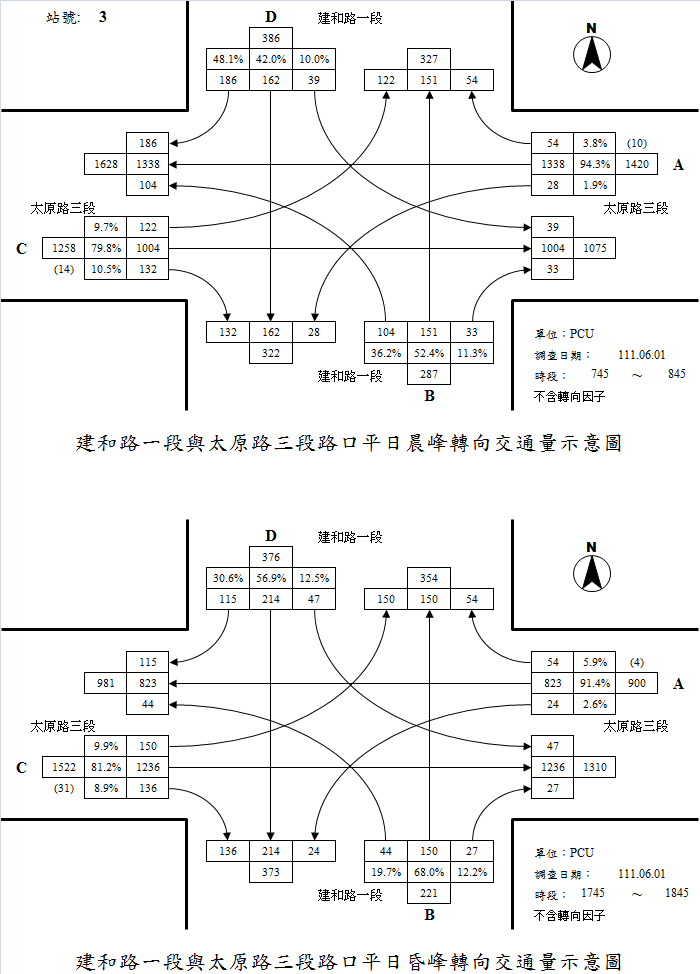 站號: 3
D 建和路一段
N
386
48.1% 42.0% 10.0%
186 162 39
327
122 151 54
186
1628 1338
104
54 3.8% (10)
1338 94.3% 1420 A
28 1.9%
太原路三段
太原路三段
9.7% 122
C 1258 79.8% 1004
(14) 10.5% 132
39
1004 1075
33
132 162 28
322
104 151 33
36.2% 52.4% 11.3%
287
建和路一段
B
單位：PCU
調查日期： 111.06.01
時段： 745 ～ 845
不含轉向因子
建和路一段與太原路三段路口平日晨峰轉向交通量示意圖
D 建和路一段
N
376
30.6% 56.9% 12.5%
115 214 47
354
150 150 54
115
981 823
44
54 5.9% (4)
823 91.4% 900 A
24 2.6%
太原路三段
太原路三段
9.9% 150
C 1522 81.2% 1236
(31) 8.9% 136
47
1236 1310
27
136 214 24
373
44 150 27
19.7% 68.0% 12.2%
221
建和路一段
B
單位：PCU
調查日期： 111.06.01
時段： 1745 ～ 1845
不含轉向因子
建和路一段與太原路三段路口平日昏峰轉向交通量示意圖